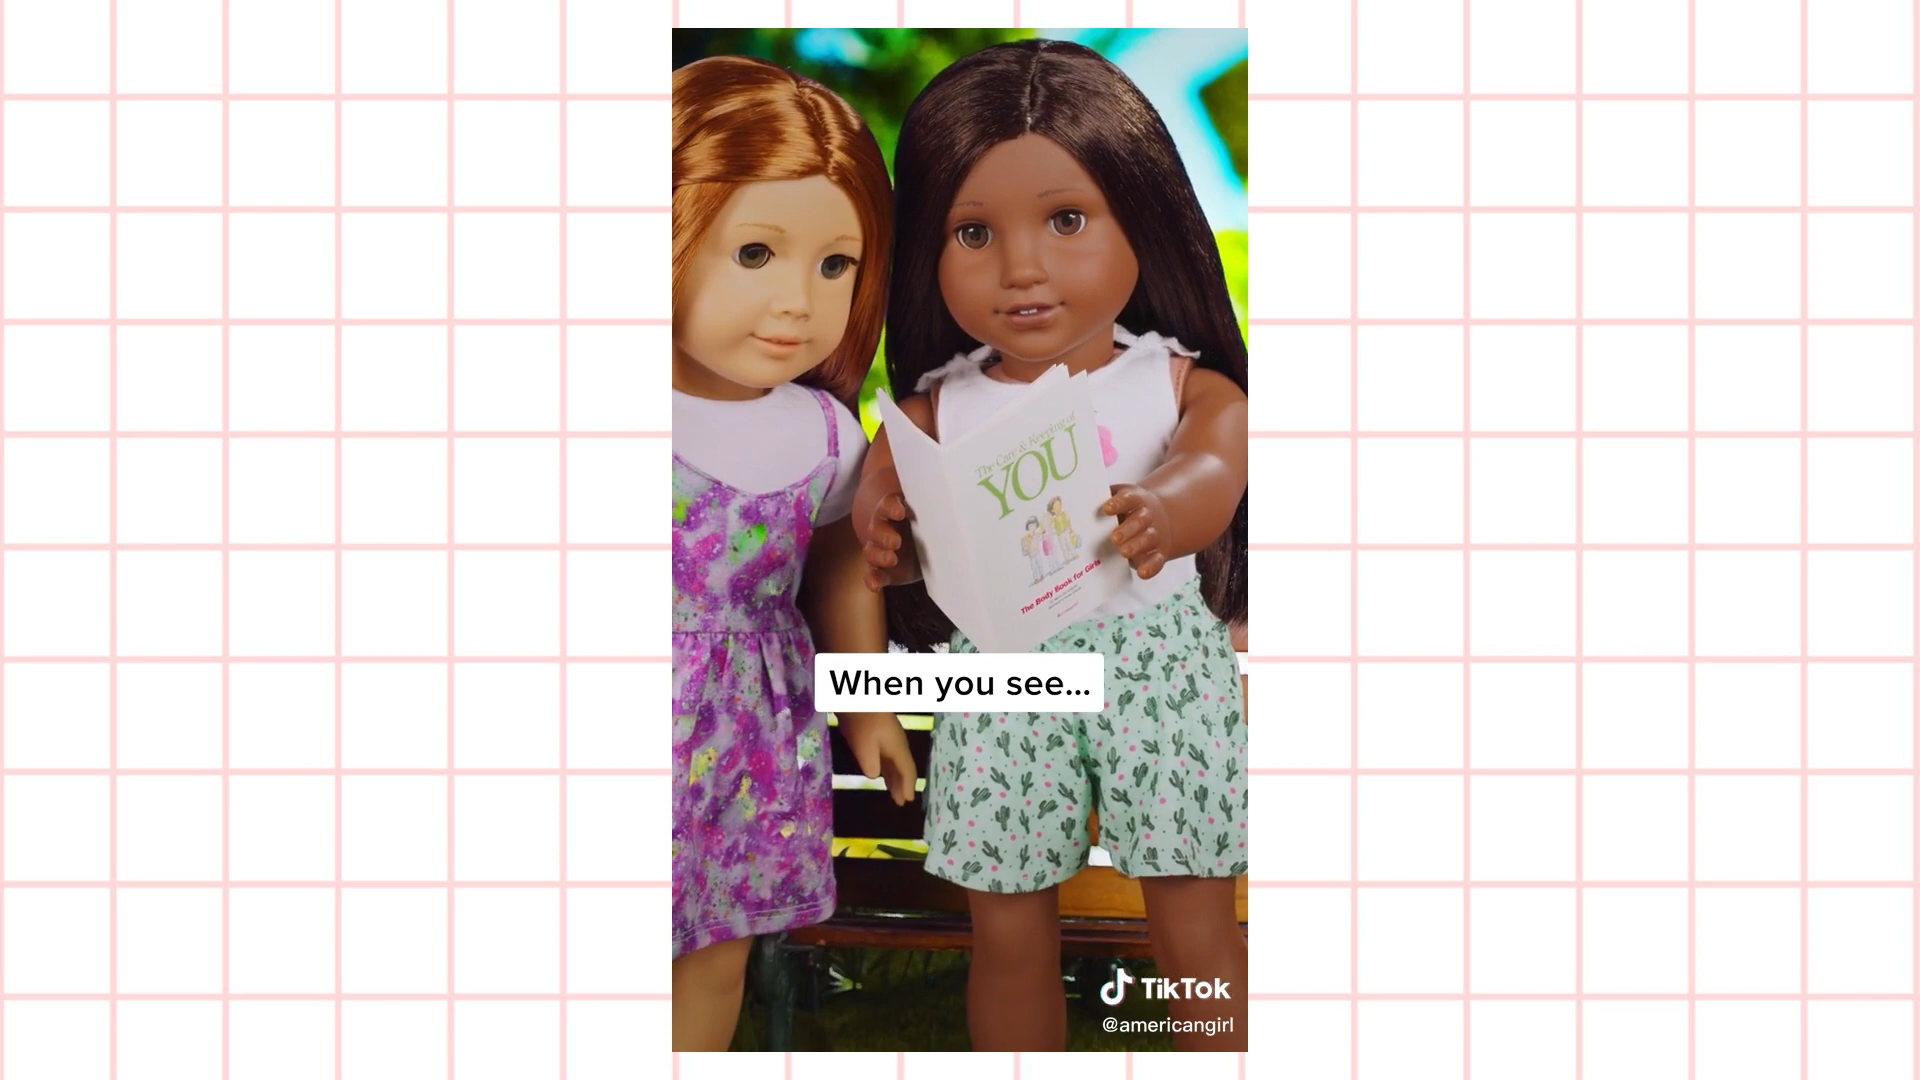 The Care & Keeping of
YOU
The Body Book for Girls
When you see...
TikTok
@americangirl